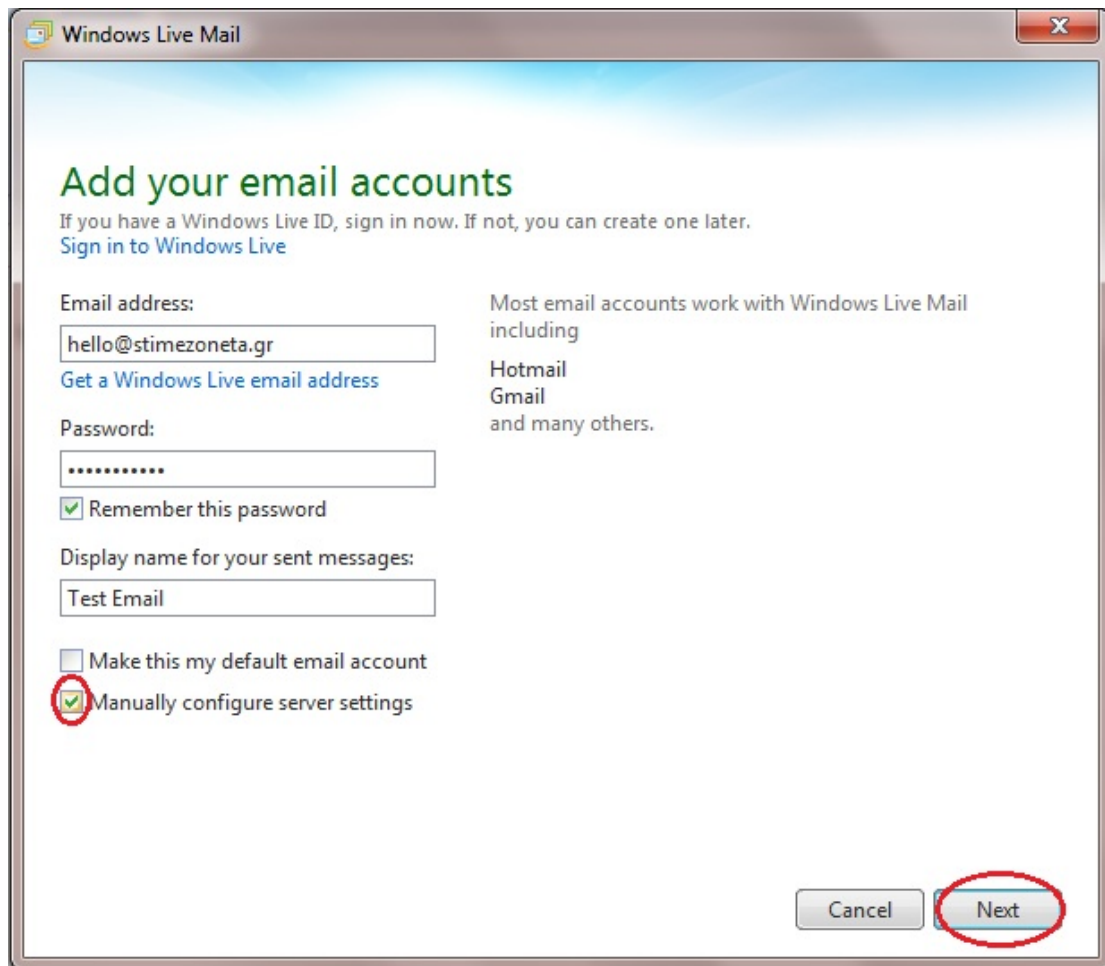 Windows Live Mail
Add your email accounts
If you have a Windows Live ID, sign in now. If not, you can create one later.
Sign in to Windows Live
Email address:
hello@stimezoneta.gr
Get a Windows Live email address
Password:
•••••••••••
Remember this password
Display name for your sent messages:
Test Email
Make this my default email account
Manually configure server settings
Most email accounts work with Windows Live Mail
including
Hotmail
Gmail
and many others.
Cancel
Next